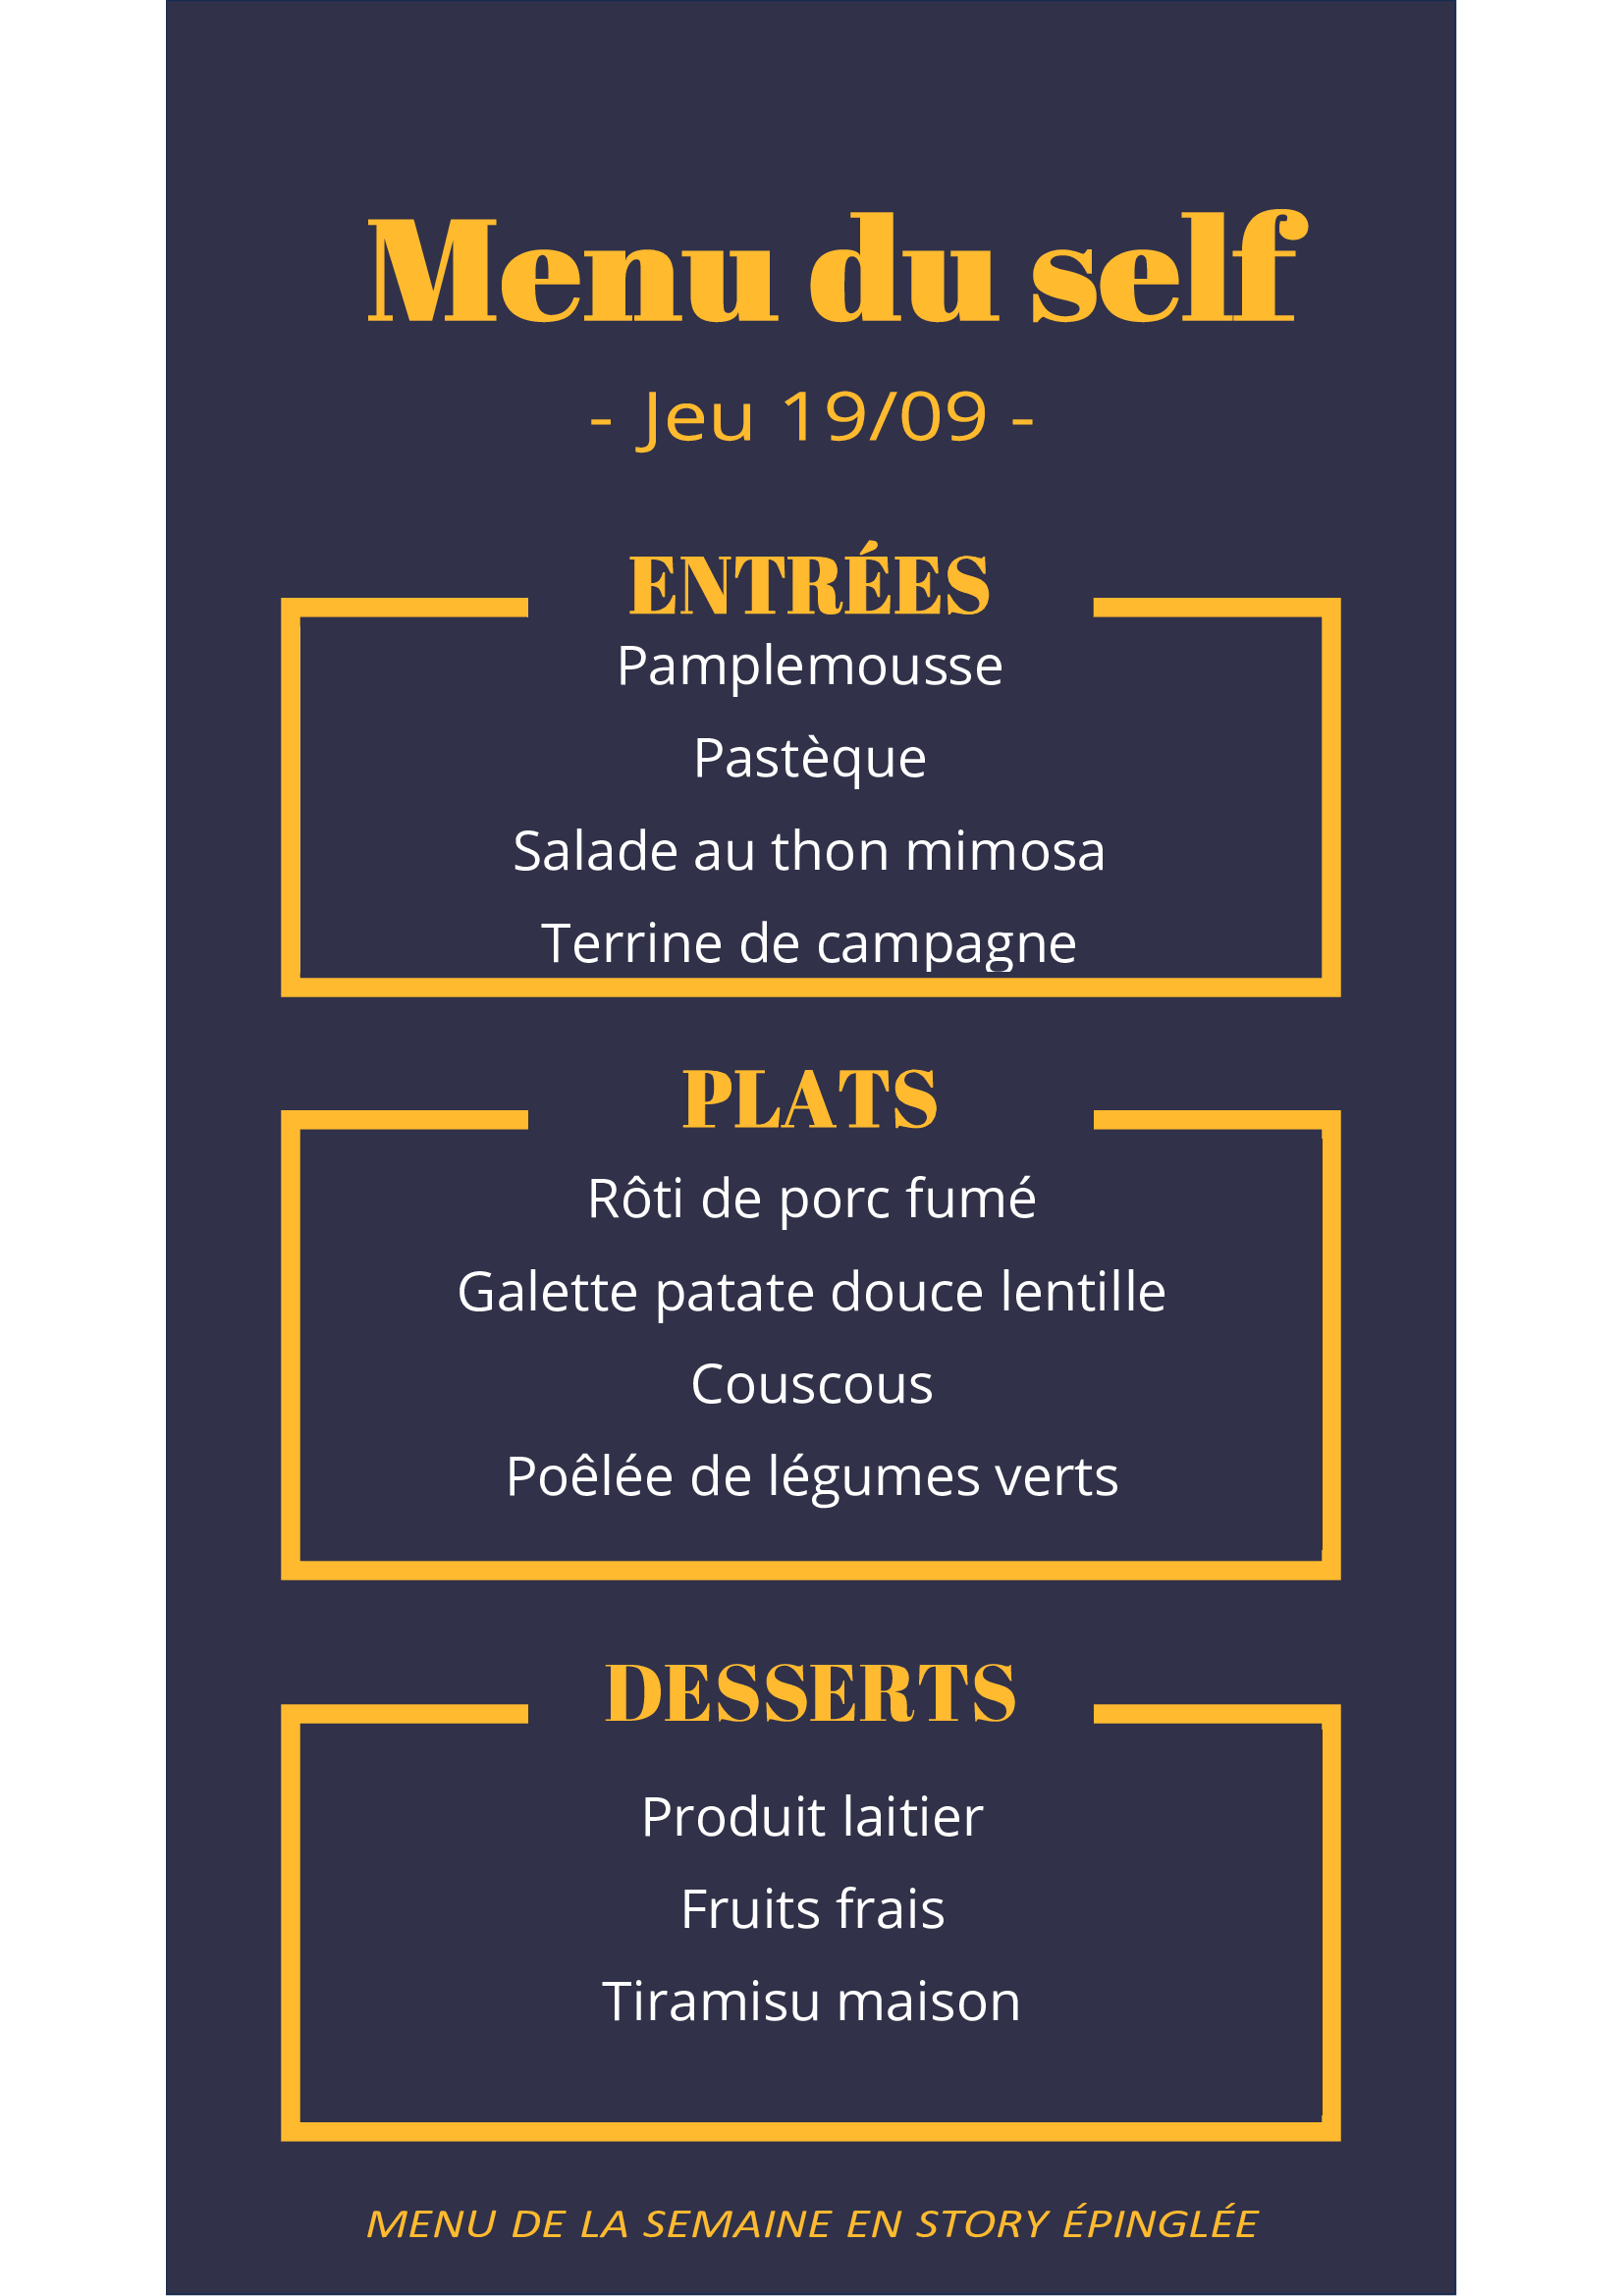 Menu du self
- Jeu 19/09 -
ENTRÉES
Pamplemousse
Pastèque
Salade au thon mimosa
Terrine de campagne
PLATS
Rôti de porc fumé
Galette patate douce lentille
Couscous
Poêlée de légumes verts
DESSERTS
Produit laitier
Fruits frais
Tiramisu maison
MENU DE LA SEMAINE EN STORY ÉPINGLÉE